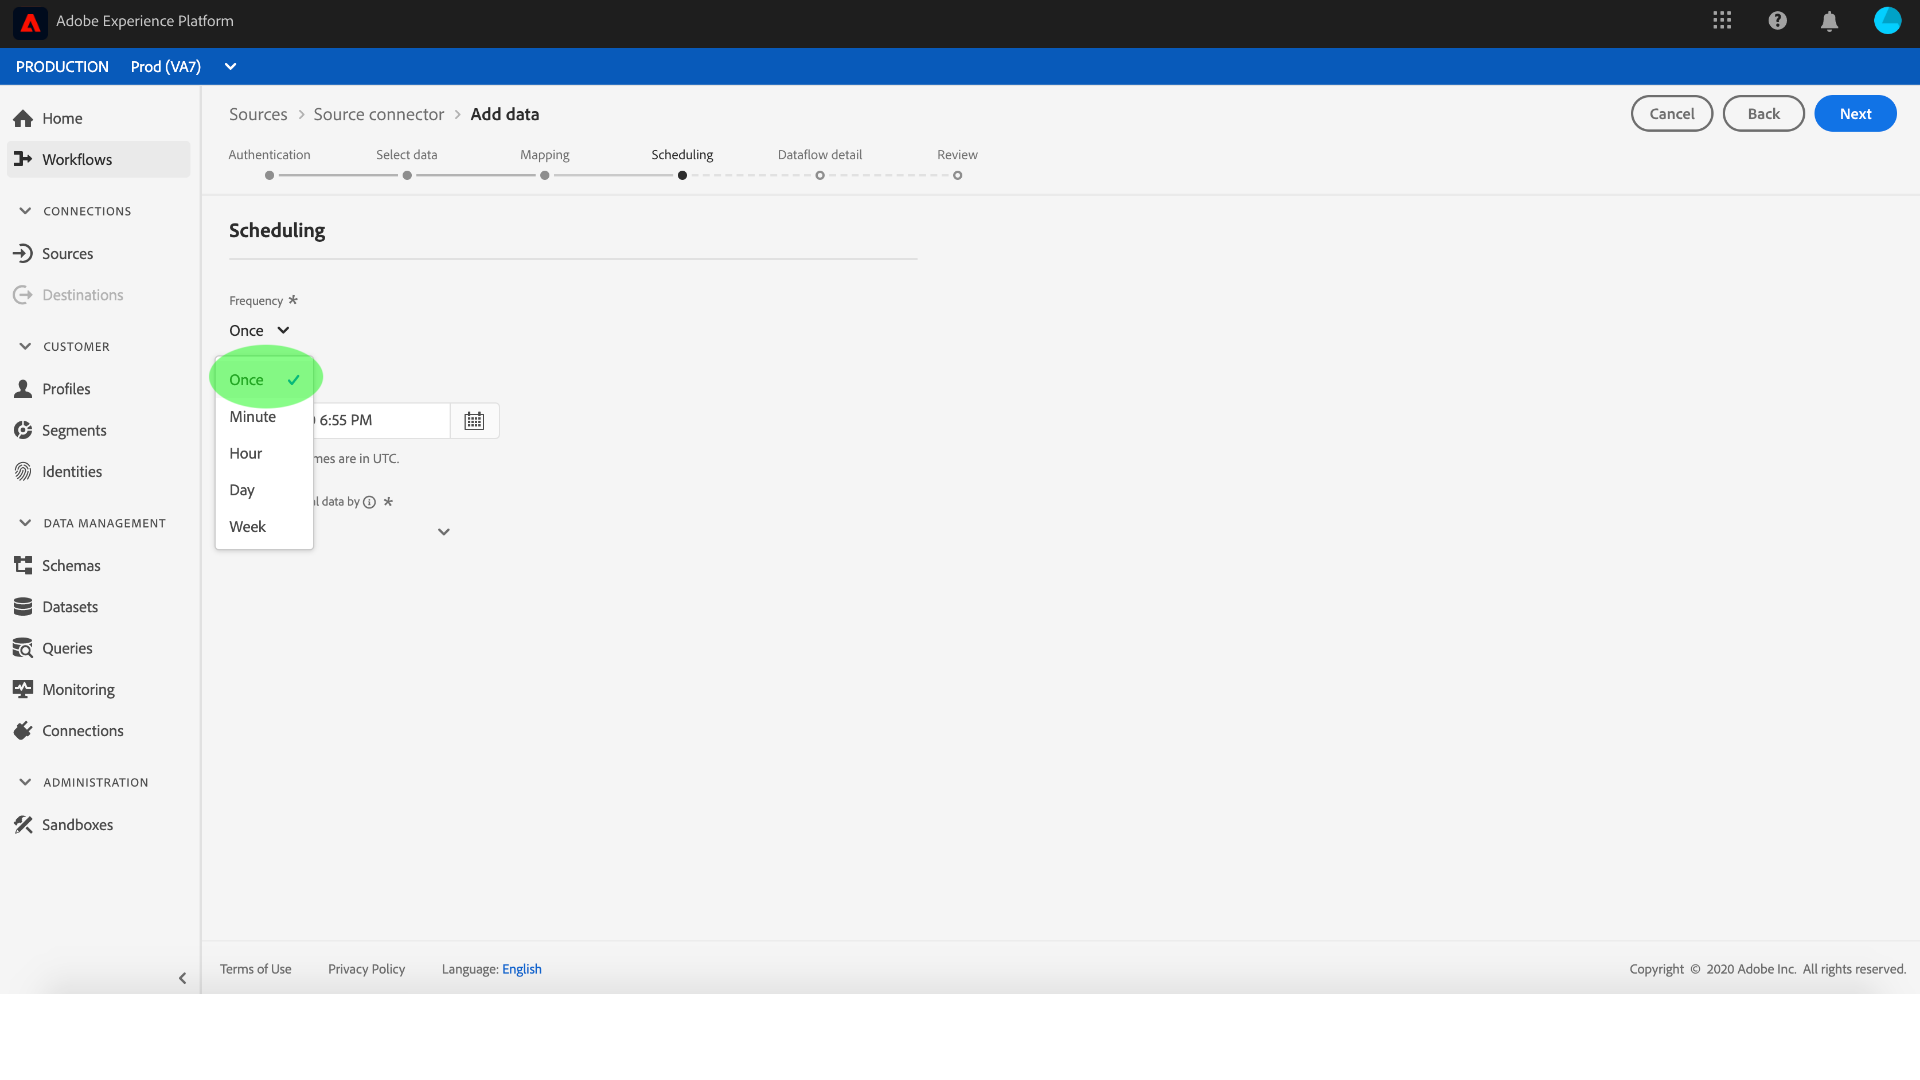 Adobe Experience Platform
PRODUCTION Prod (VA7)
Home
Workflows
CONNECTIONS
Sources
Destinations
CUSTOMER
Profiles
Segments
Identities
DATA MANAGEMENT
Schemas
Datasets
Queries
Monitoring
Connections
ADMINISTRATION
Sandboxes
Sources > Source connector > Add data
Cancel Back Next
Authentication Select data Mapping Scheduling Dataflow detail Review
Scheduling
Frequency *
Once
Once
Minute
6:55 PM
Hour
are in UTC.
Day
data by *
Week
Terms of Use Privacy Policy Language: English
Copyright © 2020 Adobe Inc. All rights reserved.